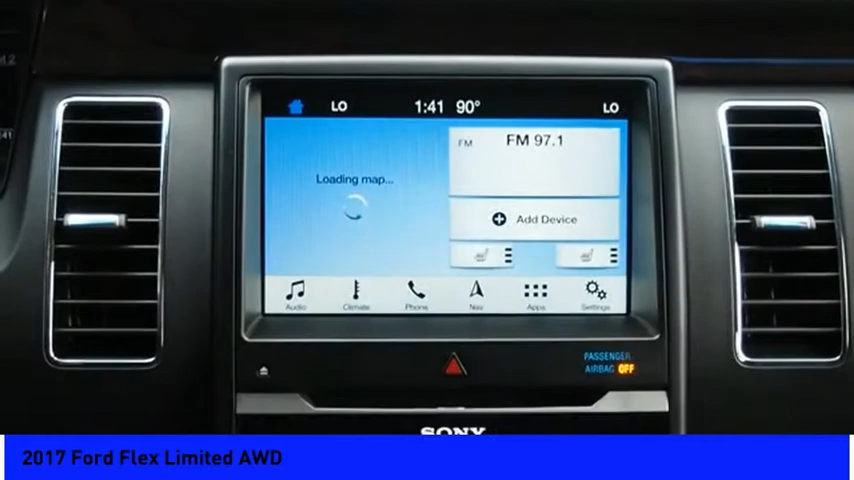 LO 1:41 90° LO
FM FM 97.1
Loading map...
Add Device
Audio Climate Phone Nav Apps Settings
PASSENGER
AIRBAG OFF
SONY
2017 Ford Flex Limited AWD